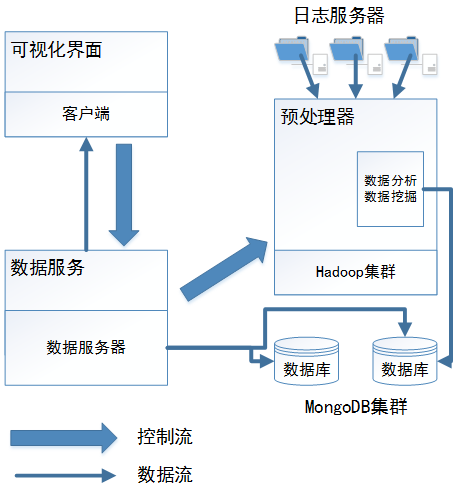 日志服务器
可视化界面
客户端
预处理器
数据分析
数据挖掘
Hadoop集群
数据服务
数据服务器
数据库
数据库
MongoDB集群
控制流
数据流